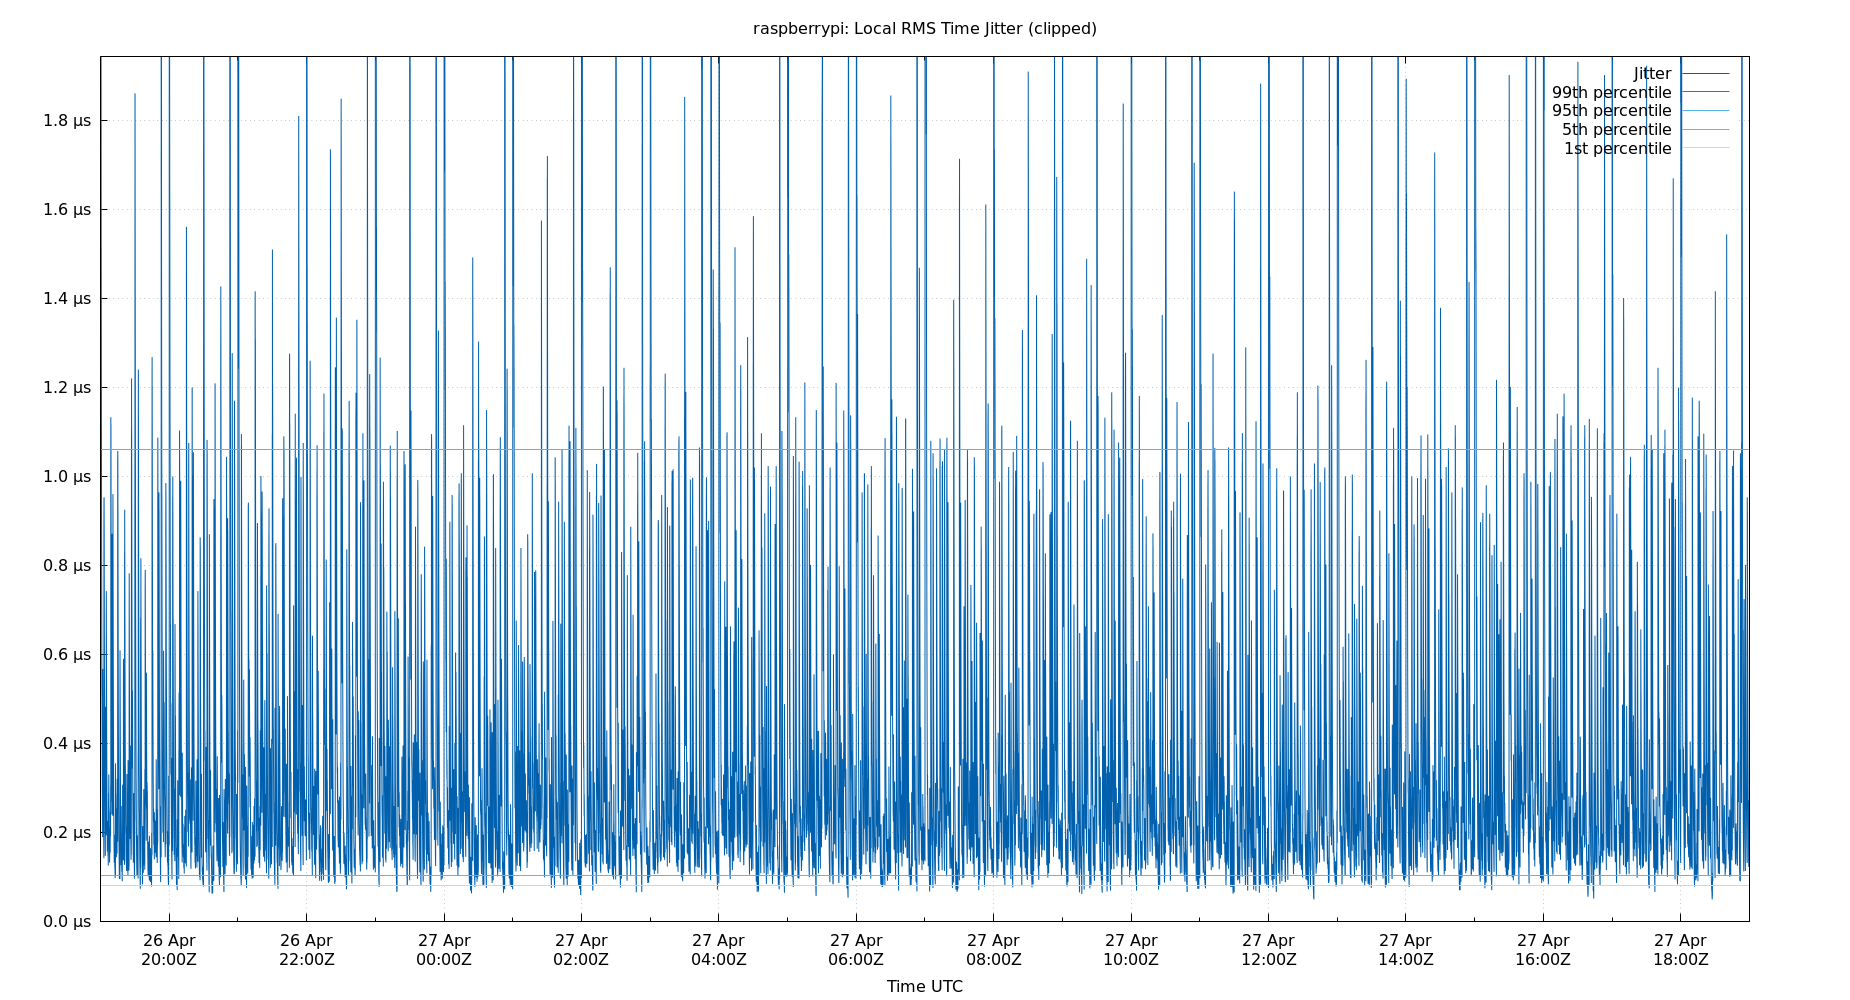 raspberrypi: Local RMS Time Jitter (clipped)
Jitter
99th percentile
95th percentile
5th percentile
1st percentile
1.8 µs
1.6 µs
1.4 µs
1.2 µs
1.0 µs
0.8 µs
0.6 µs
0.4 µs
0.2 µs
0.0 µs
26 Apr 26 Apr 27 Apr 27 Apr 27 Apr 27 Apr 27 Apr 27 Apr 27 Apr 27 Apr 27 Apr 27 Apr
20:00Z 22:00Z 00:00Z 02:00Z 04:00Z 06:00Z 08:00Z 10:00Z 12:00Z 14:00Z 16:00Z 18:00Z
Time UTC